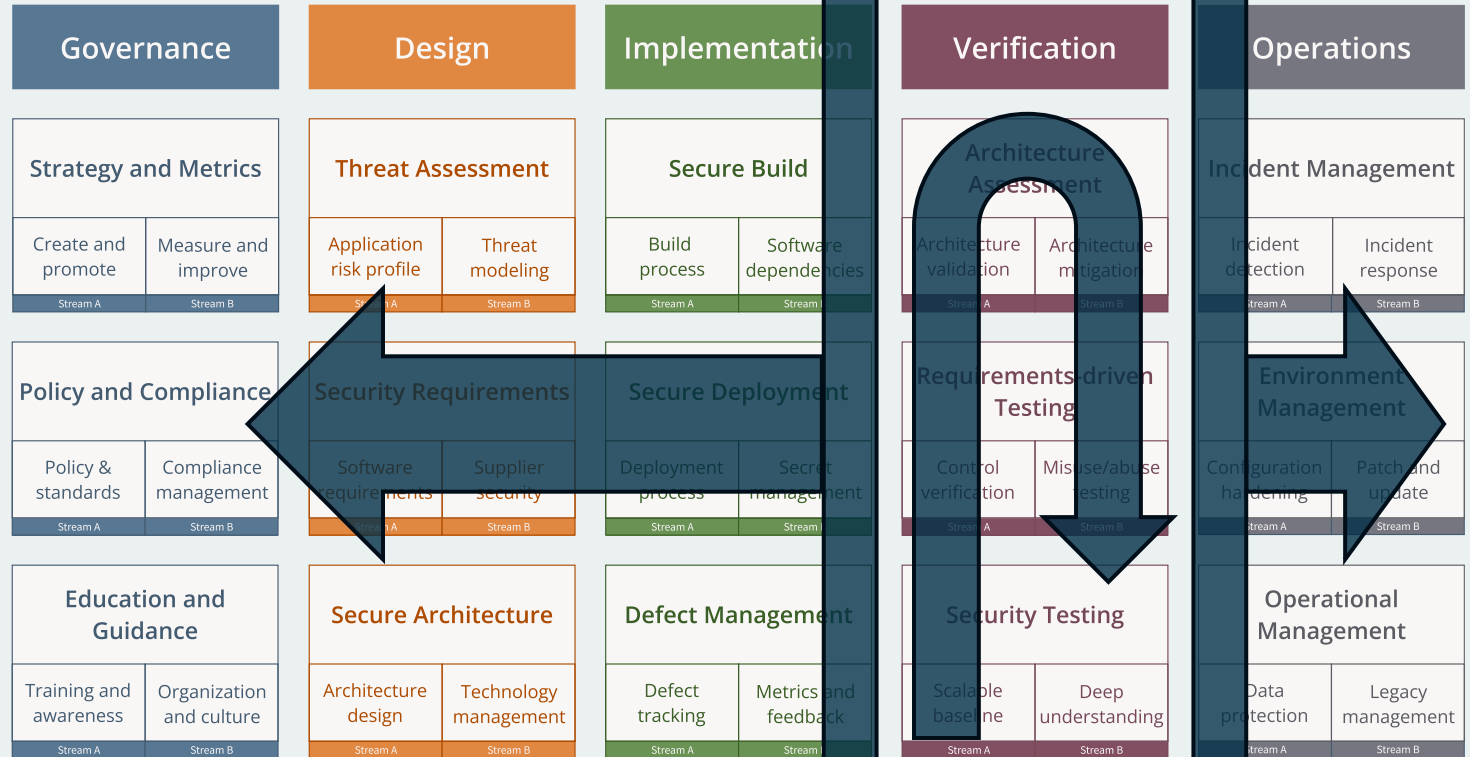 Governance
Design
Implementation
Verification
Operations
Strategy and Metrics
Create and
promote
Measure and
improve
Stream A
Stream B
Threat Assessment
Application
risk profile
Threat
modeling
Stream A
Stream B
Secure Build
Build
process
Software
dependencies
Stream A
Stream B
Architecture
Assessment
Architecture
validation
Architecture
mitigation
Stream A
Stream B
Incident Management
Incident
detection
Incident
response
Stream A
Stream B
Policy and Compliance
Policy &
standards
Compliance
management
Stream A
Stream B
Security Requirements
Software
requirements
Supplier
security
Stream A
Stream B
Secure Deployment
Deployment
process
Secret
management
Stream A
Stream B
Requirements-driven
Testing
Control
verification
Misuse/abuse
testing
Stream A
Stream B
Environment
Management
Configuration
hardening
Patch and
update
Stream A
Stream B
Education and
Guidance
Training and
awareness
Organization
and culture
Stream A
Stream B
Secure Architecture
Architecture
design
Technology
management
Stream A
Stream B
Defect Management
Defect
tracking
Metrics and
feedback
Stream A
Stream B
Security Testing
Scalable
baseline
Deep
understanding
Stream A
Stream B
Operational
Management
Data
protection
Legacy
management
Stream A
Stream B